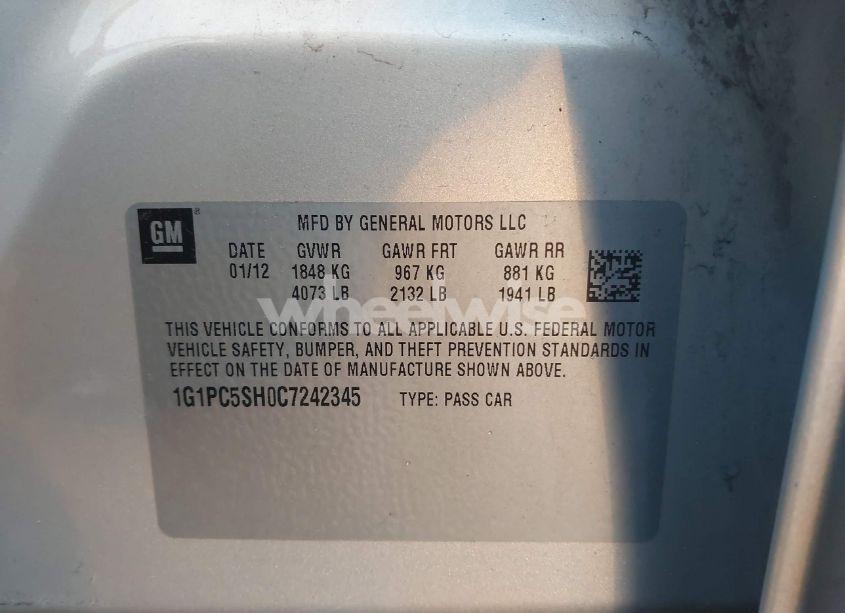 GM®
MFD BY GENERAL MOTORS LLC
DATE GVWR GAWR FRT GAWR RR
01/12 1848 KG 967 KG 881 KG
4073 LB 2132 LB 1941 LB
wheelwise
THIS VEHICLE CONFORMS TO ALL APPLICABLE U.S. FEDERAL MOTOR
VEHICLE SAFETY, BUMPER, AND THEFT PREVENTION STANDARDS IN
EFFECT ON THE DATE OF MANUFACTURE SHOWN ABOVE.
1G1PC5SH0C7242345 TYPE: PASS CAR